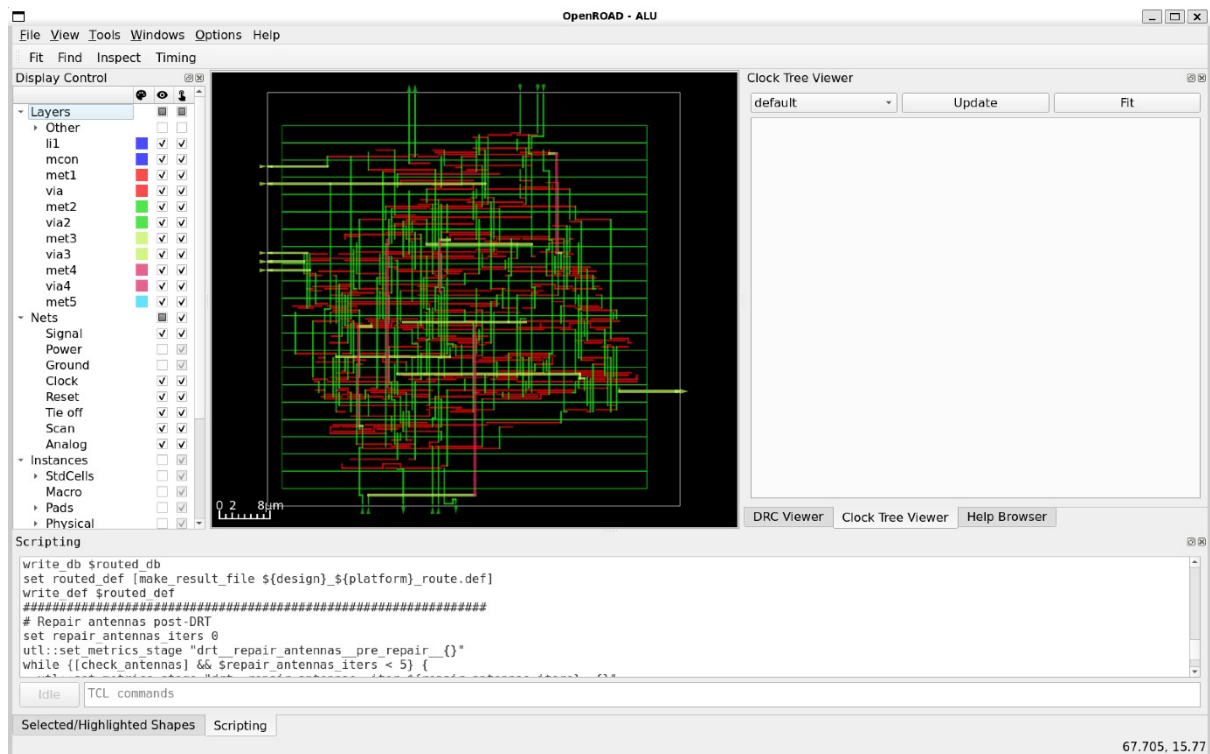 OpenROAD - ALU
File View Tools Windows Options Help
Fit Find Inspect Timing
Display Control
Layers
Other
li1
mcon
met1
via
met2
via2
met3
via3
met4
via4
met5
Nets
Signal
Power
Ground
Clock
Reset
Tie off
Scan
Analog
Instances
StdCells
Macro
Pads
Physical
0 2 8μm
Clock Tree Viewer
default Update Fit
DRC Viewer Clock Tree Viewer Help Browser
Scripting
write_db $routed_db
set routed_def [make_result_file ${design}_${platform}_route.def]
write_def $routed_def
################################################################
# Repair antennas post-DRT
set repair_antennas_iters 0
utl::set_metrics_stage "drt__repair_antennas__pre_repair__{}"
while {[check_antennas] && $repair_antennas_iters < 5} {
Idle TCL commands
Selected/Highlighted Shapes Scripting
67.705, 15.77